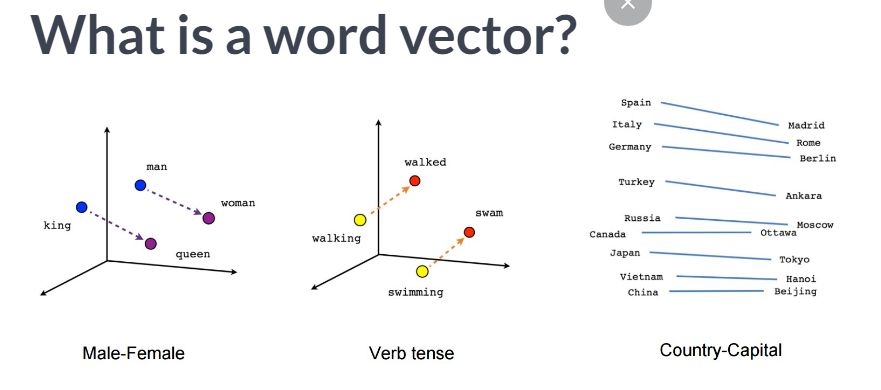 What is a word vector?
man
woman
king
queen
Male-Female
walked
swam
walking
swimming
Verb tense
Spain
Madrid
Italy
Rome
Germany
Berlin
Turkey
Ankara
Russia
Moscow
Canada
Ottawa
Japan
Tokyo
Vietnam
Hanoi
China
Beijing
Country-Capital